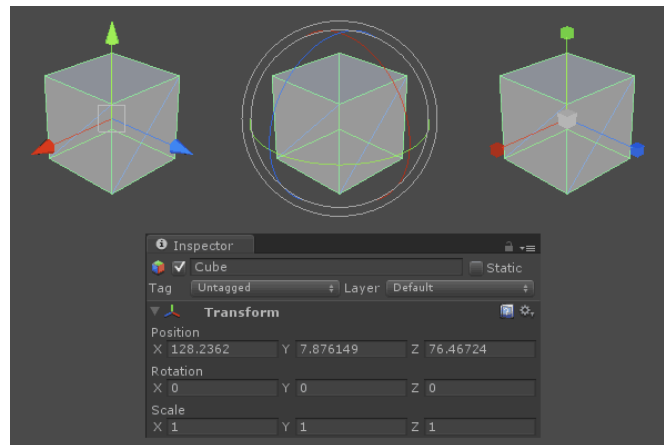 Inspector
Cube Static
Tag Untagged Layer Default
Transform
Position
X 128.2362 Y 7.876149 Z 76.46724
Rotation
X 0 Y 0 Z 0
Scale
X 1 Y 1 Z 1